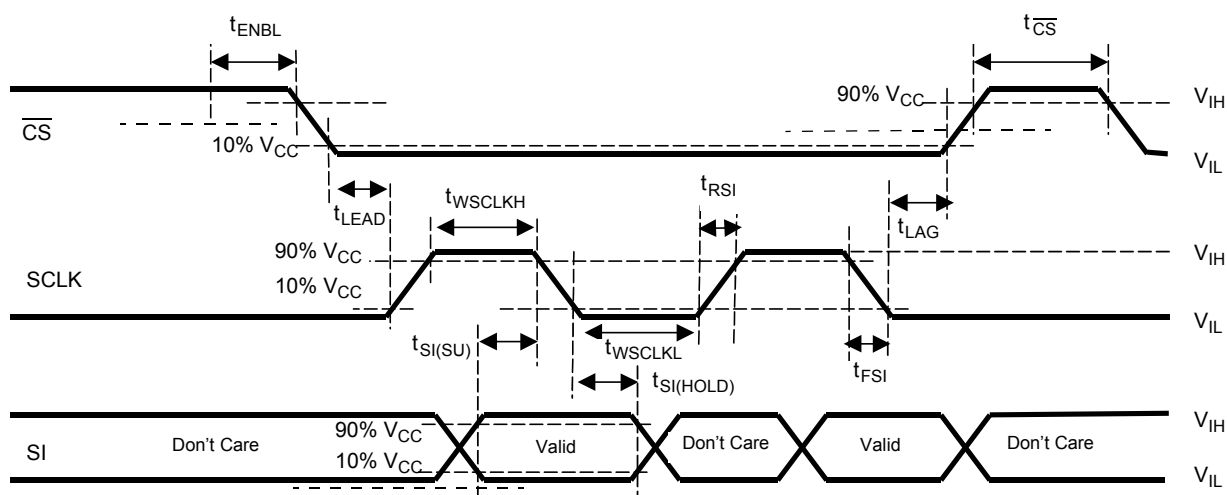 tENBL
tCS
90% VCC
VIH
CS
10% VCC
VIL
tLEAD
tWSCLKH
tRSI
tLAG
90% VCC
VIH
SCLK
10% VCC
VIL
tSI(SU)
tWSCLKL
tFSI
tSI(HOLD)
VIH
SI
Don't Care
90% VCC
10% VCC
Valid
Don't Care
Valid
Don't Care
VIL